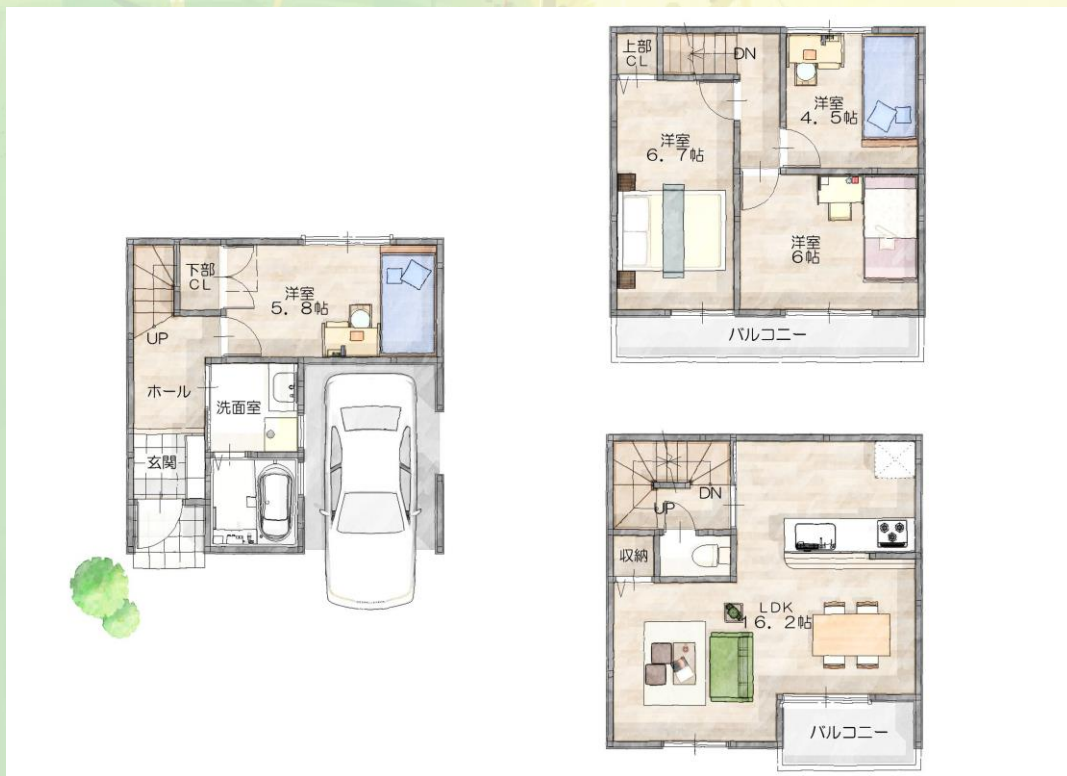 上部
CL
DN
洋室
4．5帖
洋室
6．7帖
洋室
6帖
バルコニー
下部
CL
洋室
5．8帖
UP
ホール
洗面室
玄関
DN
UP
収納
LDK
16．2帖
バルコニー